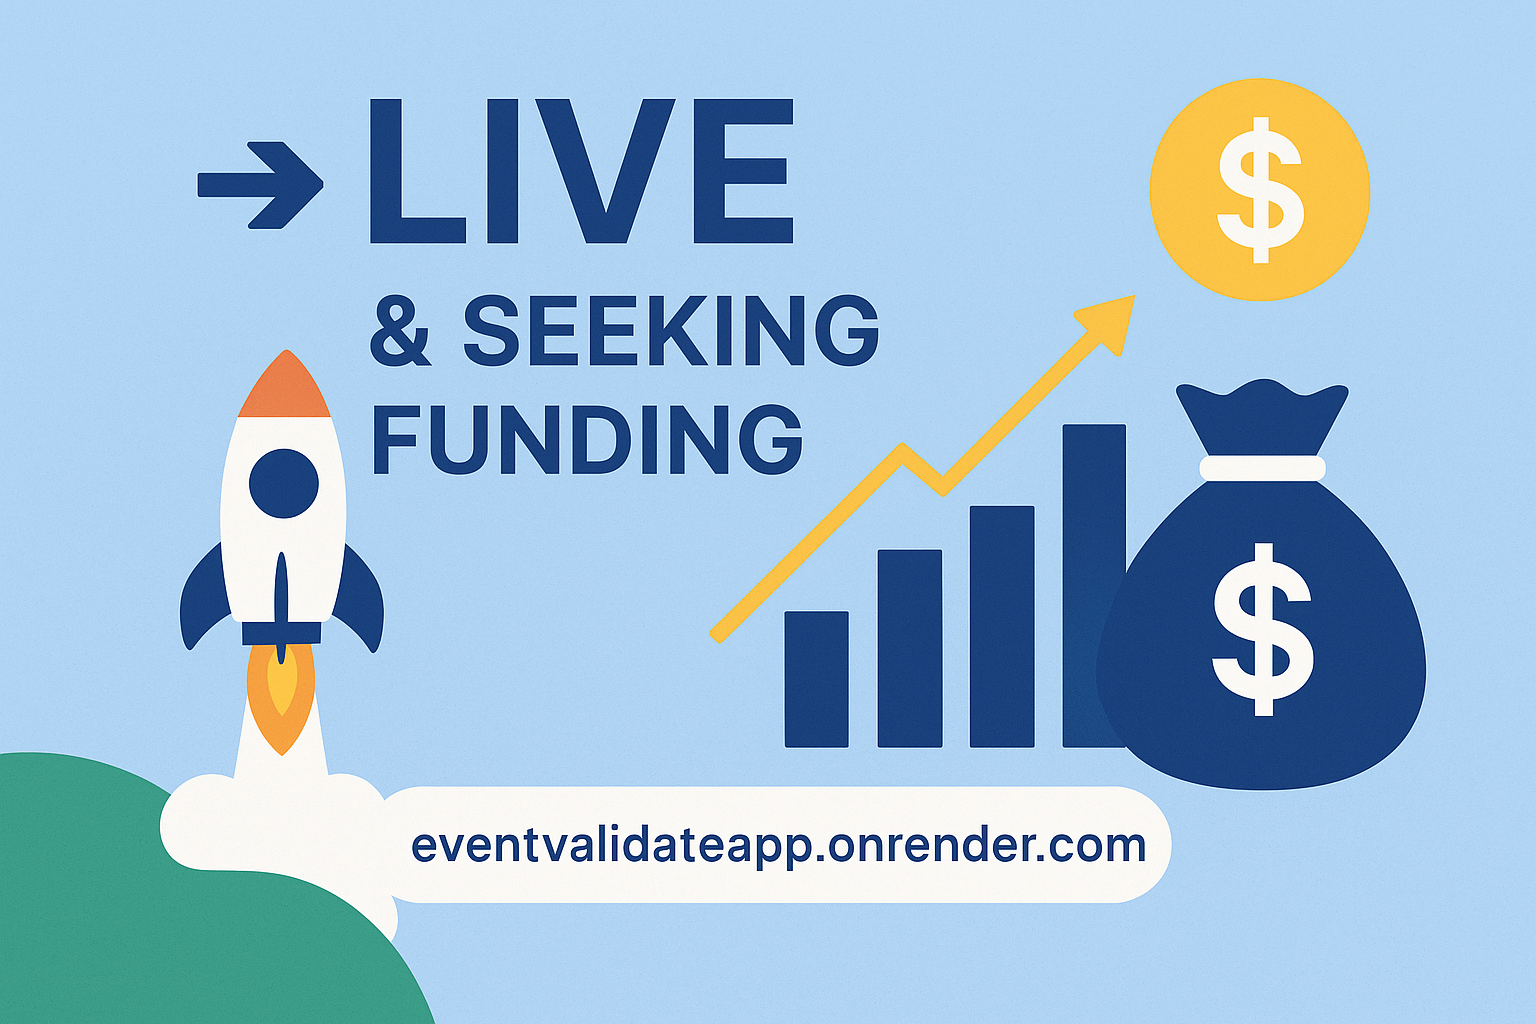 → LIVE
& SEEKING
FUNDING
$
$
eventvalidateapp.onrender.com